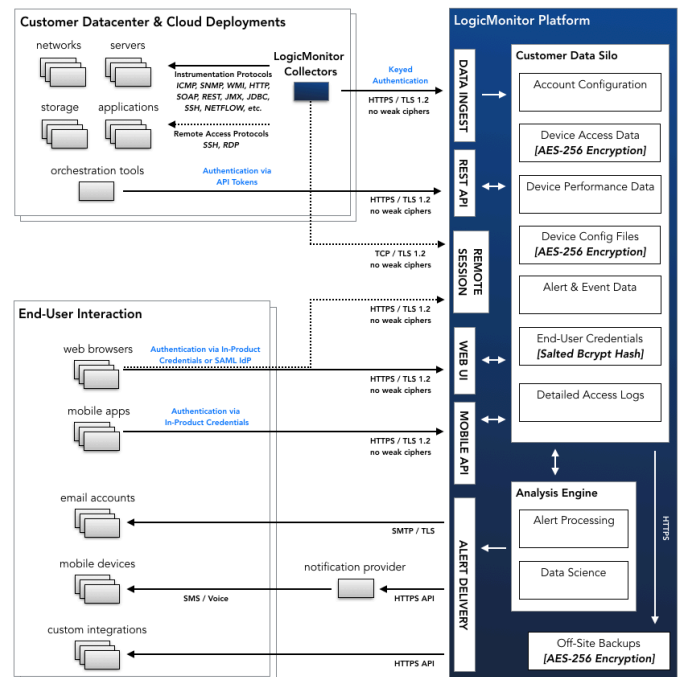 Customer Datacenter & Cloud Deployments
networks
servers
LogicMonitor
Collectors
Instrumentation Protocols
ICMP, SNMP, WMI, HTTP,
SOAP, REST, JMX, JDBC,
SSH, NETFLOW, etc.
storage
applications
Remote Access Protocols
SSH, RDP
orchestration tools
Authentication via
API Tokens
Keyed
Authentication
HTTPS / TLS 1.2
no weak ciphers
HTTPS / TLS 1.2
no weak ciphers
TCP / TLS 1.2
no weak ciphers
HTTPS / TLS 1.2
no weak ciphers
End-User Interaction
web browsers
Authentication via In-Product
Credentials or SAML IdP
HTTPS / TLS 1.2
no weak ciphers
mobile apps
Authentication via
In-Product Credentials
HTTPS / TLS 1.2
no weak ciphers
email accounts
SMTP / TLS
mobile devices
SMS / Voice
notification provider
HTTPS API
custom integrations
HTTPS API
LogicMonitor Platform
DATA INGEST
REST API
REMOTE
SESSION
WEB UI
MOBILE API
ALERT DELIVERY
Customer Data Silo
Account Configuration
Device Access Data
[AES-256 Encryption]
Device Performance Data
Device Config Files
[AES-256 Encryption]
Alert & Event Data
End-User Credentials
[Salted Bcrypt Hash]
Detailed Access Logs
Analysis Engine
Alert Processing
Data Science
HTTPS
Off-Site Backups
[AES-256 Encryption]